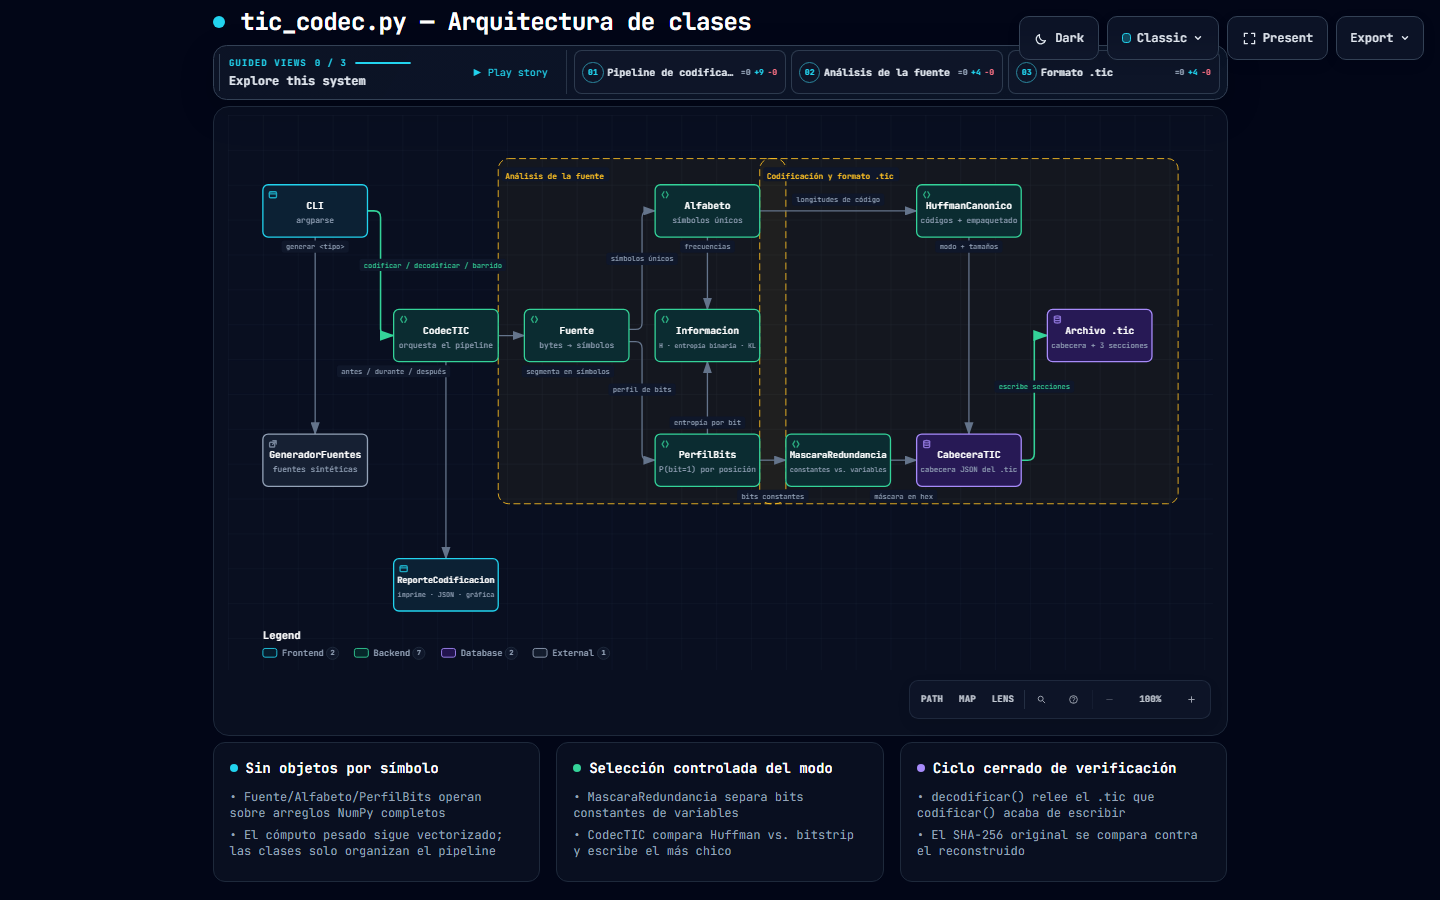 tic_codec.py — Arquitectura de clases
Dark
Classic
Present
Export
GUIDED VIEWS 0 / 3
Explore this system
▶ Play story
01 Pipeline de codifica… =0 +9 -0
02 Análisis de la fuente =0 +4 -0
03 Formato .tic =0 +4 -0
Análisis de la fuente
Codificación y formato .tic
CLI
argparse
generar <tipo>
codificar / decodificar / barrido
Alfabeto
símbolos únicos
frecuencias
longitudes de código
HuffmanCanonico
códigos + empaquetado
modo + tamaños
símbolos únicos
CodecTIC
orquesta el pipeline
antes / durante / después
Fuente
bytes → símbolos
segmenta en símbolos
Informacion
H · entropía binaria · KL
Archivo .tic
cabecera + 3 secciones
perfil de bits
escribe secciones
entropía por bit
GeneradorFuentes
fuentes sintéticas
PerfilBits
P(bit=1) por posición
bits constantes
MascaraRedundancia
constantes vs. variables
máscara en hex
CabeceraTIC
cabecera JSON del .tic
ReporteCodificacion
imprime · JSON · gráfica
Legend
Frontend 2
Backend 7
Database 2
External 1
PATH
MAP
LENS
100%
Sin objetos por símbolo
• Fuente/Alfabeto/PerfilBits operan
sobre arreglos NumPy completos
• El cómputo pesado sigue vectorizado;
las clases solo organizan el pipeline
Selección controlada del modo
• MascaraRedundancia separa bits
constantes de variables
• CodecTIC compara Huffman vs. bitstrip
y escribe el más chico
Ciclo cerrado de verificación
• decodificar() relee el .tic que
codificar() acaba de escribir
• El SHA-256 original se compara contra
el reconstruido